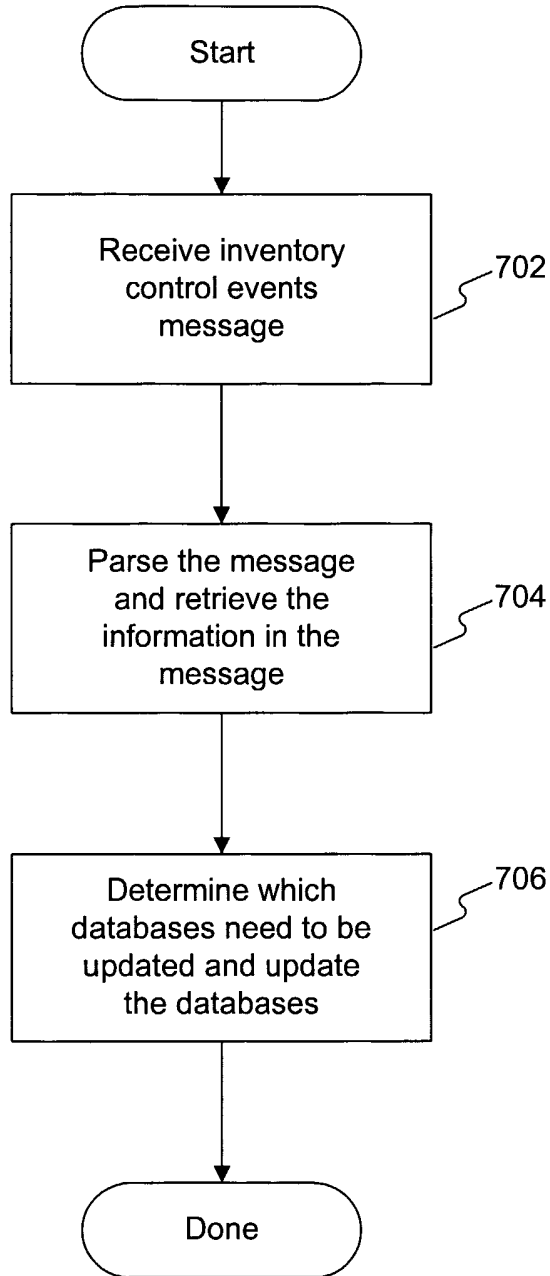 Start
Receive inventory
control events
message
702
Parse the message
and retrieve the
information in the
message
704
Determine which
databases need to be
updated and update
the databases
706
Done